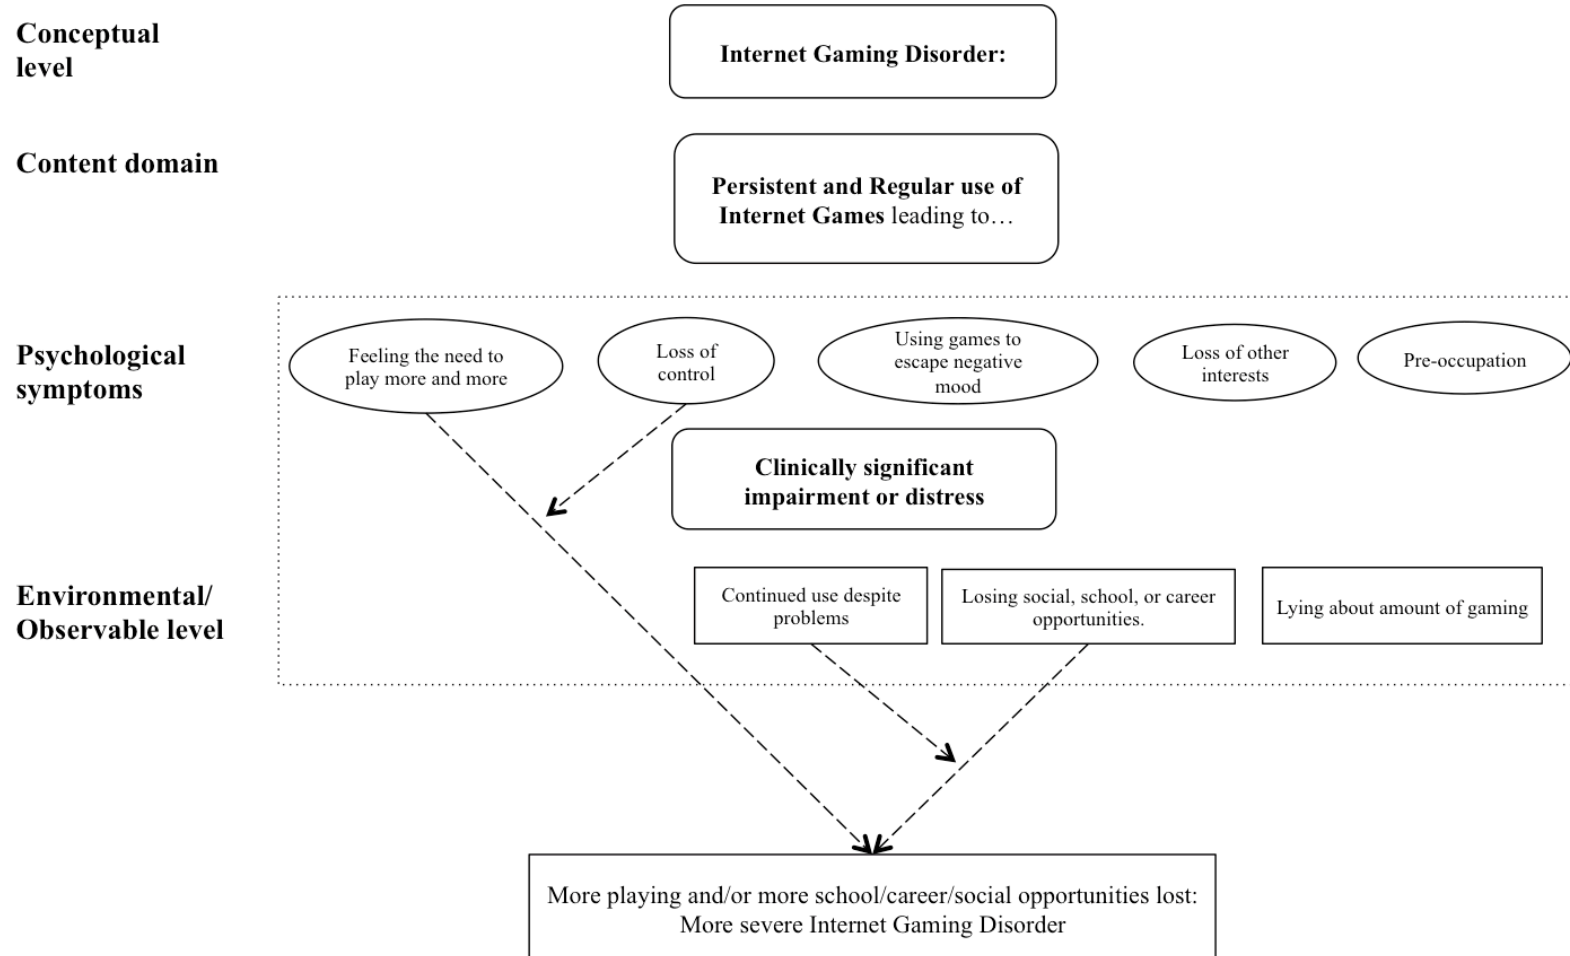 Conceptual
level
Internet Gaming Disorder:
Content domain
Persistent and Regular use of
Internet Games leading to…
Psychological
symptoms
Feeling the need to
play more and more
Loss of
control
Using games to
escape negative
mood
Loss of other
interests
Pre-occupation
Clinically significant
impairment or distress
Environmental/
Observable level
Continued use despite
problems
Losing social, school, or career
opportunities.
Lying about amount of gaming
More playing and/or more school/career/social opportunities lost:
More severe Internet Gaming Disorder